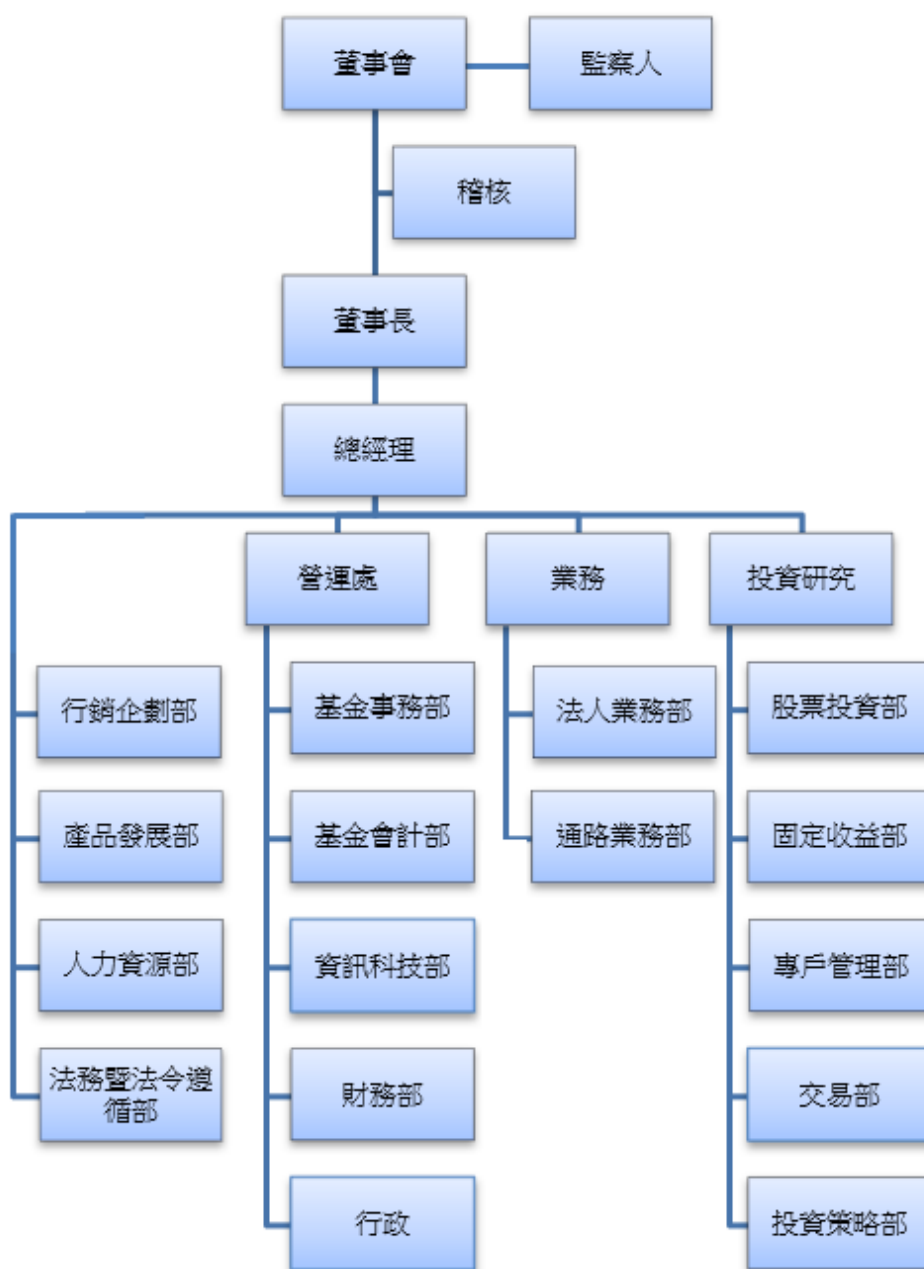 董事會
監察人
稽核
董事長
總經理
營運處
業務
投資研究
行銷企劃部
產品發展部
人力資源部
法務暨法令遵
循部
基金事務部
基金會計部
資訊科技部
財務部
行政
法人業務部
通路業務部
股票投資部
固定收益部
專戶管理部
交易部
投資策略部